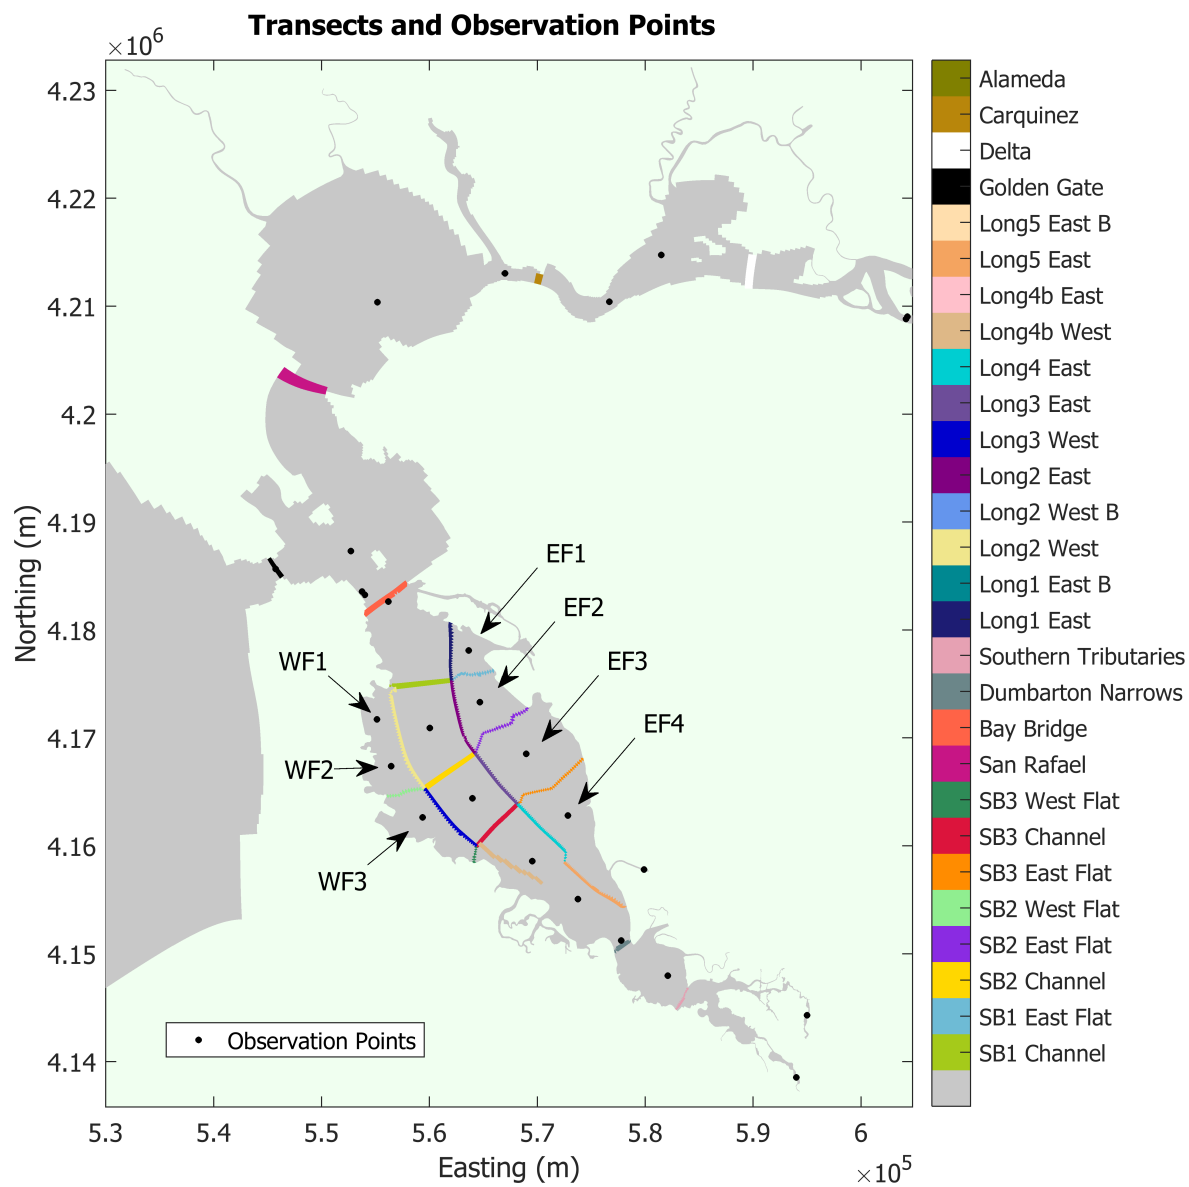 Transects and Observation Points
×10⁶
4.23
4.22
4.21
4.2
4.19
4.18
4.17
4.16
4.15
4.14
Northing (m)
EF1
EF2
EF3
EF4
WF1
WF2
WF3
Observation Points
5.3 5.4 5.5 5.6 5.7 5.8 5.9 6
Easting (m)
×10⁵
Alameda
Carquinez
Delta
Golden Gate
Long5 East B
Long5 East
Long4b East
Long4b West
Long4 East
Long3 East
Long3 West
Long2 East
Long2 West B
Long2 West
Long1 East B
Long1 East
Southern Tributaries
Dumbarton Narrows
Bay Bridge
San Rafael
SB3 West Flat
SB3 Channel
SB3 East Flat
SB2 West Flat
SB2 East Flat
SB2 Channel
SB1 East Flat
SB1 Channel